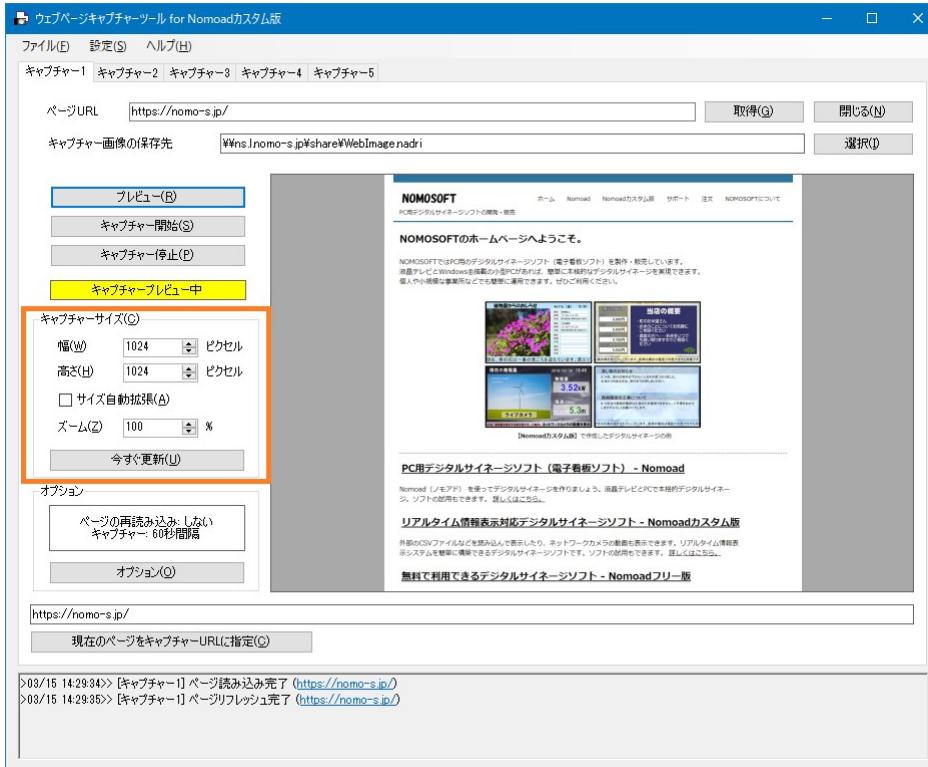 ウェブページキャプチャーツール for Nomoadカスタム版
ファイル(F) 設定(S) ヘルプ(H)
キャプチャー1 キャプチャー2 キャプチャー3 キャプチャー4 キャプチャー5
ページURL https://nomo-s.jp/ 取得(G) 閉じる(N)
キャプチャー画像の保存先 ¥¥ns.l.nomo-s.jp¥share¥WebImage.nadri 選択(I)
プレビュー(R)
キャプチャー開始(S)
キャプチャー停止(P)
キャプチャープレビュー中
キャプチャーサイズ(C)
幅(W) 1024 ピクセル
高さ(H) 1024 ピクセル
サイズ自動拡張(A)
ズーム(Z) 100 %
今すぐ更新(U)
オプション
ページの再読み込み: しない
キャプチャー: 60秒間隔
オプション(O)
NOMOSOFT ホーム Nomoad Nomoadカスタム版 サポート 注文 NOMOSOFTについて
PC用デジタルサイネージソフトの開発・販売
NOMOSOFTのホームページへようこそ。
NOMOSOFTではPC用のデジタルサイネージソフト（電子看板ソフト）を製作・販売しています。
液晶テレビとWindowsを搭載の小型PCがあれば、簡単に本格的なデジタルサイネージを実現できます。
個人や小規模な事業所などでも簡単に運用できます。ぜひご利用ください。
当店の概要
現在の発電量
3.52kw
5.3m
ライブカメラ
【Nomoadカスタム版】で作成したデジタルサイネージの例
PC用デジタルサイネージソフト（電子看板ソフト） - Nomoad
Nomoad（ノモアド） を使ってデジタルサイネージを作りましょう。液晶テレビとPCで本格的デジタルサイネー
ジ。ソフトの試用もできます。 詳しくはこちら。
リアルタイム情報表示対応デジタルサイネージソフト - Nomoadカスタム版
外部のCSVファイルなどを読み込んで表示したり、ネットワークカメラの動画も表示できます。リアルタイム情報表
示システムを簡単に構築できるデジタルサイネージソフトです。ソフトの試用もできます。 詳しくはこちら。
無料で利用できるデジタルサイネージソフト - Nomoadフリー版
https://nomo-s.jp/
現在のページをキャプチャーURLに指定(C)
>03/15 14:29:34>> [キャプチャー1] ページ読み込み完了 (https://nomo-s.jp/)
>03/15 14:29:35>> [キャプチャー1] ページリフレッシュ完了 (https://nomo-s.jp/)